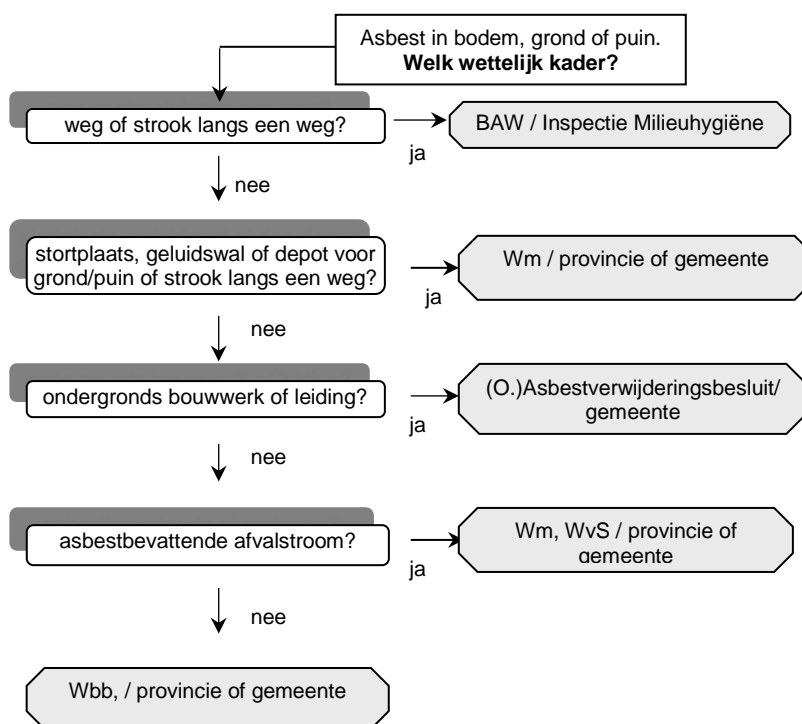 Asbest in bodem, grond of puin.
Welk wettelijk kader?
weg of strook langs een weg?
ja
BAW / Inspectie Milieuhygiëne
nee
stortplaats, geluidswal of depot voor
grond/puin of strook langs een weg?
ja
Wm / provincie of gemeente
nee
ondergronds bouwwerk of leiding?
ja
(O.)Asbestverwijderingsbesluit/
gemeente
nee
asbestbevattende afvalstroom?
ja
Wm, WvS / provincie of
gemeente
nee
Wbb, / provincie of gemeente